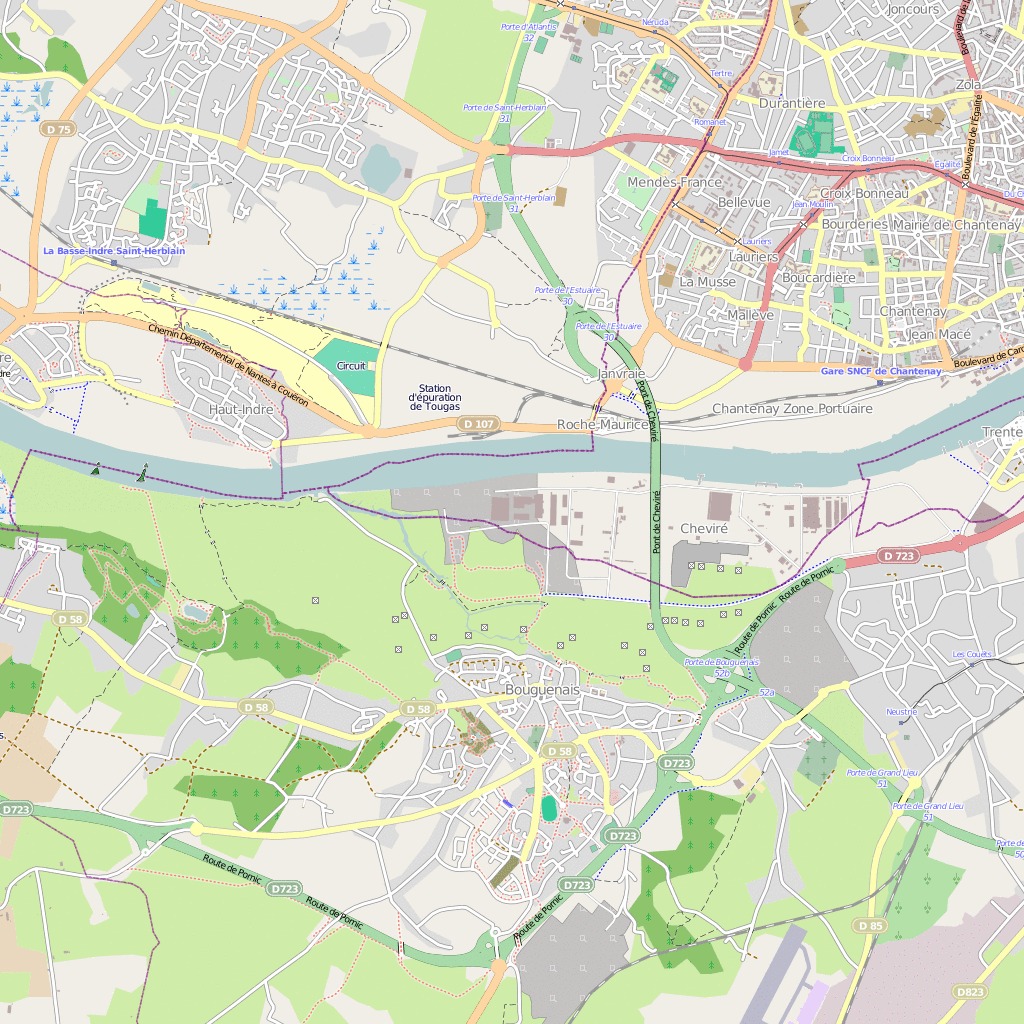 Joncours
Neruda
Porte d'Atlantis
32
Boulevard de l'Égalité
Tertre
Zola
Durantière
Porte de Saint-Herblain
31
Romanet
D 75
Jamet
Croix Bonneau
Égalité
Mendès-France
Croix-Bonneau
Porte de Saint-Herblain
31
Bellevue
Jean Moulin
Bourderies
Mairie de Chantenay
La Basse-Indre Saint-Herblain
Lauriers
Lauriers
La Musse
Boucardière
Porte de l'Estuaire
30
Chantenay
Mallève
Porte de l'Estuaire
30
Jean Macé
Chemin Départemental de Nantes à Couëron
Circuit
Janvraie
Gare SNCF de Chantenay
Station
d'épuration
de Tougas
Haut-Indre
Pont de Cheviré
Chantenay Zone Portuaire
D 107
Roche-Maurice
Trente
Pont de Cheviré
Cheviré
D 723
Route de Pornic
Route de Pornic
D 58
Les Couëts
Porte de Bouguenais
52b
52a
Bouguenais
D 58
D 58
Neustrie
D 58
D723
Porte de Grand Lieu
51
D723
Porte de Grand Lieu
51
D723
Route de Pornic
D723
D723
Route de Pornic
Route de Pornic
D 85
D823